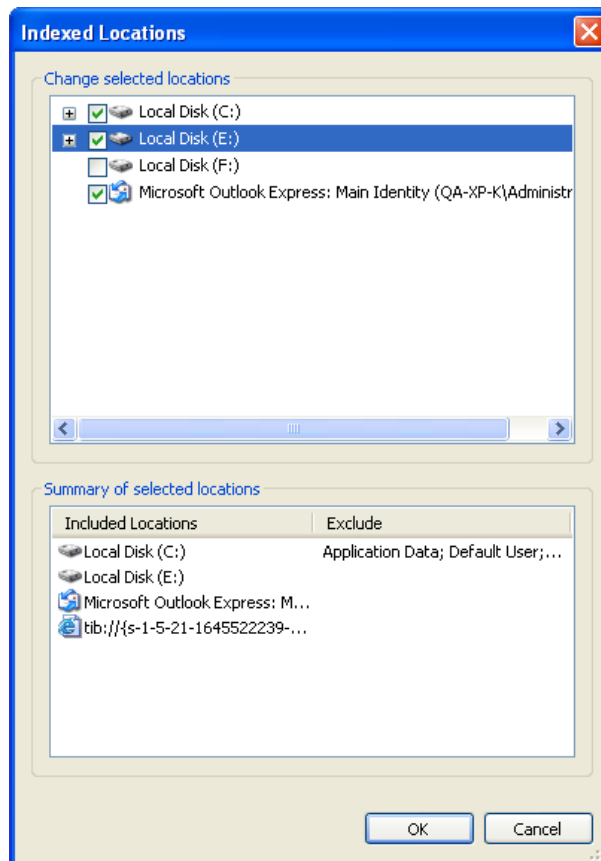 Indexed Locations
Change selected locations
Local Disk (C:)
Local Disk (E:)
Local Disk (F:)
Microsoft Outlook Express: Main Identity (QA-XP-K\Administr
Summary of selected locations
Included Locations Exclude
Local Disk (C:) Application Data; Default User;...
Local Disk (E:)
Microsoft Outlook Express: M...
tib://{s-1-5-21-1645522239-...
OK Cancel